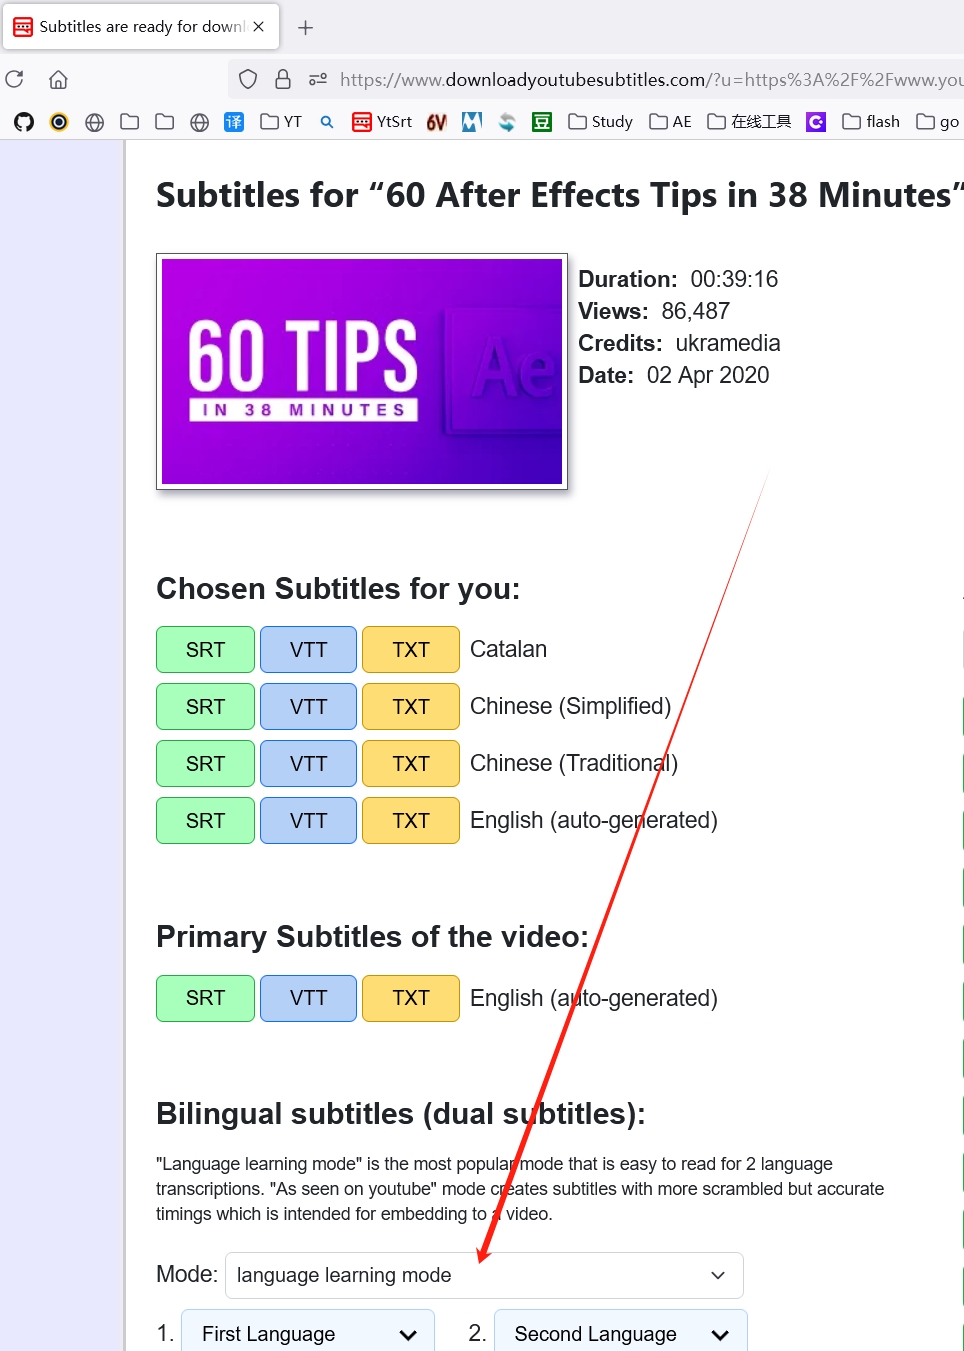 Subtitles are ready for downl
https://www.downloadyoutubesubtitles.com/?u=https%3A%2F%2Fwww.you
译
YT
YtSrt
6V
豆
Study
AE
在线工具
flash
go
Subtitles for “60 After Effects Tips in 38 Minutes”
60 TIPS
IN 38 MINUTES
Ae
Duration: 00:39:16
Views: 86,487
Credits: ukramedia
Date: 02 Apr 2020
Chosen Subtitles for you:
SRT VTT TXT Catalan
SRT VTT TXT Chinese (Simplified)
SRT VTT TXT Chinese (Traditional)
SRT VTT TXT English (auto-generated)
Primary Subtitles of the video:
SRT VTT TXT English (auto-generated)
Bilingual subtitles (dual subtitles):
"Language learning mode" is the most popular mode that is easy to read for 2 language
transcriptions. "As seen on youtube" mode creates subtitles with more scrambled but accurate
timings which is intended for embedding to a video.
Mode: language learning mode
1. First Language 2. Second Language